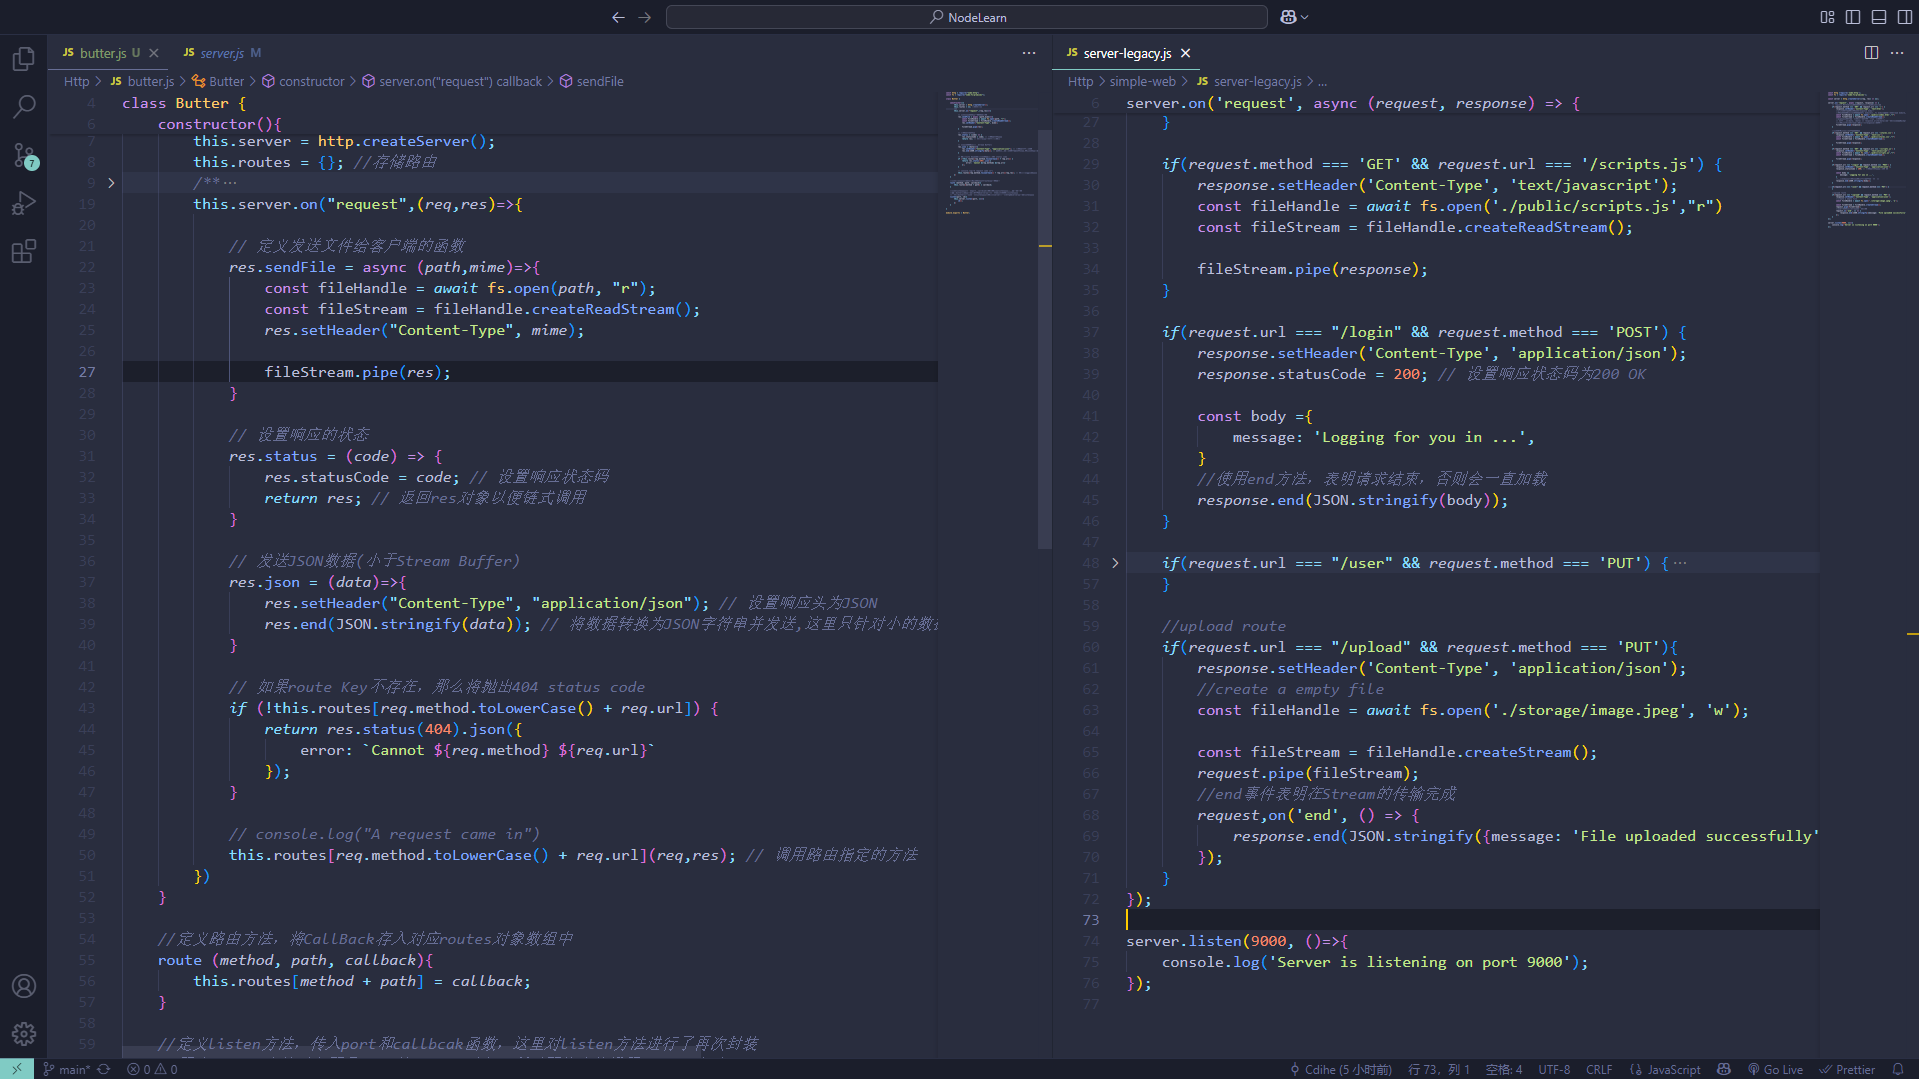 NodeLearn
JS butter.js U
JS server.js M
Http > JS butter.js > Butter > constructor > server.on("request") callback > sendFile
4 class Butter {
6 constructor(){
7 this.server = http.createServer();
8 this.routes = {}; //存储路由
9 /** ···
19 this.server.on("request",(req,res)=>{
20
21 // 定义发送文件给客户端的函数
22 res.sendFile = async (path,mime)=>{
23 const fileHandle = await fs.open(path, "r");
24 const fileStream = fileHandle.createReadStream();
25 res.setHeader("Content-Type", mime);
26
27 fileStream.pipe(res);
28 }
29
30 // 设置响应的状态
31 res.status = (code) => {
32 res.statusCode = code; // 设置响应状态码
33 return res; // 返回res对象以便链式调用
34 }
35
36 // 发送JSON数据(小于Stream Buffer)
37 res.json = (data)=>{
38 res.setHeader("Content-Type", "application/json"); // 设置响应头为JSON
39 res.end(JSON.stringify(data)); // 将数据转换为JSON字符串并发送,这里只针对小的数
40 }
41
42 // 如果route Key不存在, 那么将抛出404 status code
43 if (!this.routes[req.method.toLowerCase() + req.url]) {
44 return res.status(404).json({
45 error: `Cannot ${req.method} ${req.url}`
46 });
47 }
48
49 // console.log("A request came in")
50 this.routes[req.method.toLowerCase() + req.url](req,res); // 调用路由指定的方法
51 })
52 }
53
54 //定义路由方法, 将CallBack存入对应routes对象数组中
55 route (method, path, callback){
56 this.routes[method + path] = callback;
57 }
58
59 //定义listen方法, 传入port和callbcak函数, 这里对listen方法进行了再次封装
JS server-legacy.js
Http > simple-web > JS server-legacy.js > ...
6 server.on('request', async (request, response) => {
27 }
28
29 if(request.method === 'GET' && request.url === '/scripts.js') {
30 response.setHeader('Content-Type', 'text/javascript');
31 const fileHandle = await fs.open('./public/scripts.js',"r")
32 const fileStream = fileHandle.createReadStream();
33
34 fileStream.pipe(response);
35 }
36
37 if(request.url === "/login" && request.method === 'POST') {
38 response.setHeader('Content-Type', 'application/json');
39 response.statusCode = 200; // 设置响应状态码为200 OK
40
41 const body ={
42 message: 'Logging for you in ...',
43 }
44 //使用end方法, 表明请求结束, 否则会一直加载
45 response.end(JSON.stringify(body));
46 }
47
48 if(request.url === "/user" && request.method === 'PUT') { ···
57 }
58
59 //upload route
60 if(request.url === "/upload" && request.method === 'PUT'){
61 response.setHeader('Content-Type', 'application/json');
62 //create a empty file
63 const fileHandle = await fs.open('./storage/image.jpeg', 'w');
64
65 const fileStream = fileHandle.createStream();
66 request.pipe(fileStream);
67 //end事件表明在Stream的传输完成
68 request,on('end', () => {
69 response.end(JSON.stringify({message: 'File uploaded successfully'
70 });
71 }
72 });
73
74 server.listen(9000, ()=>{
75 console.log('Server is listening on port 9000');
76 });
77
7
main* 0 0
Cdihe (5 小时前) 行 73, 列 1 空格: 4 UTF-8 CRLF {} JavaScript Go Live Prettier